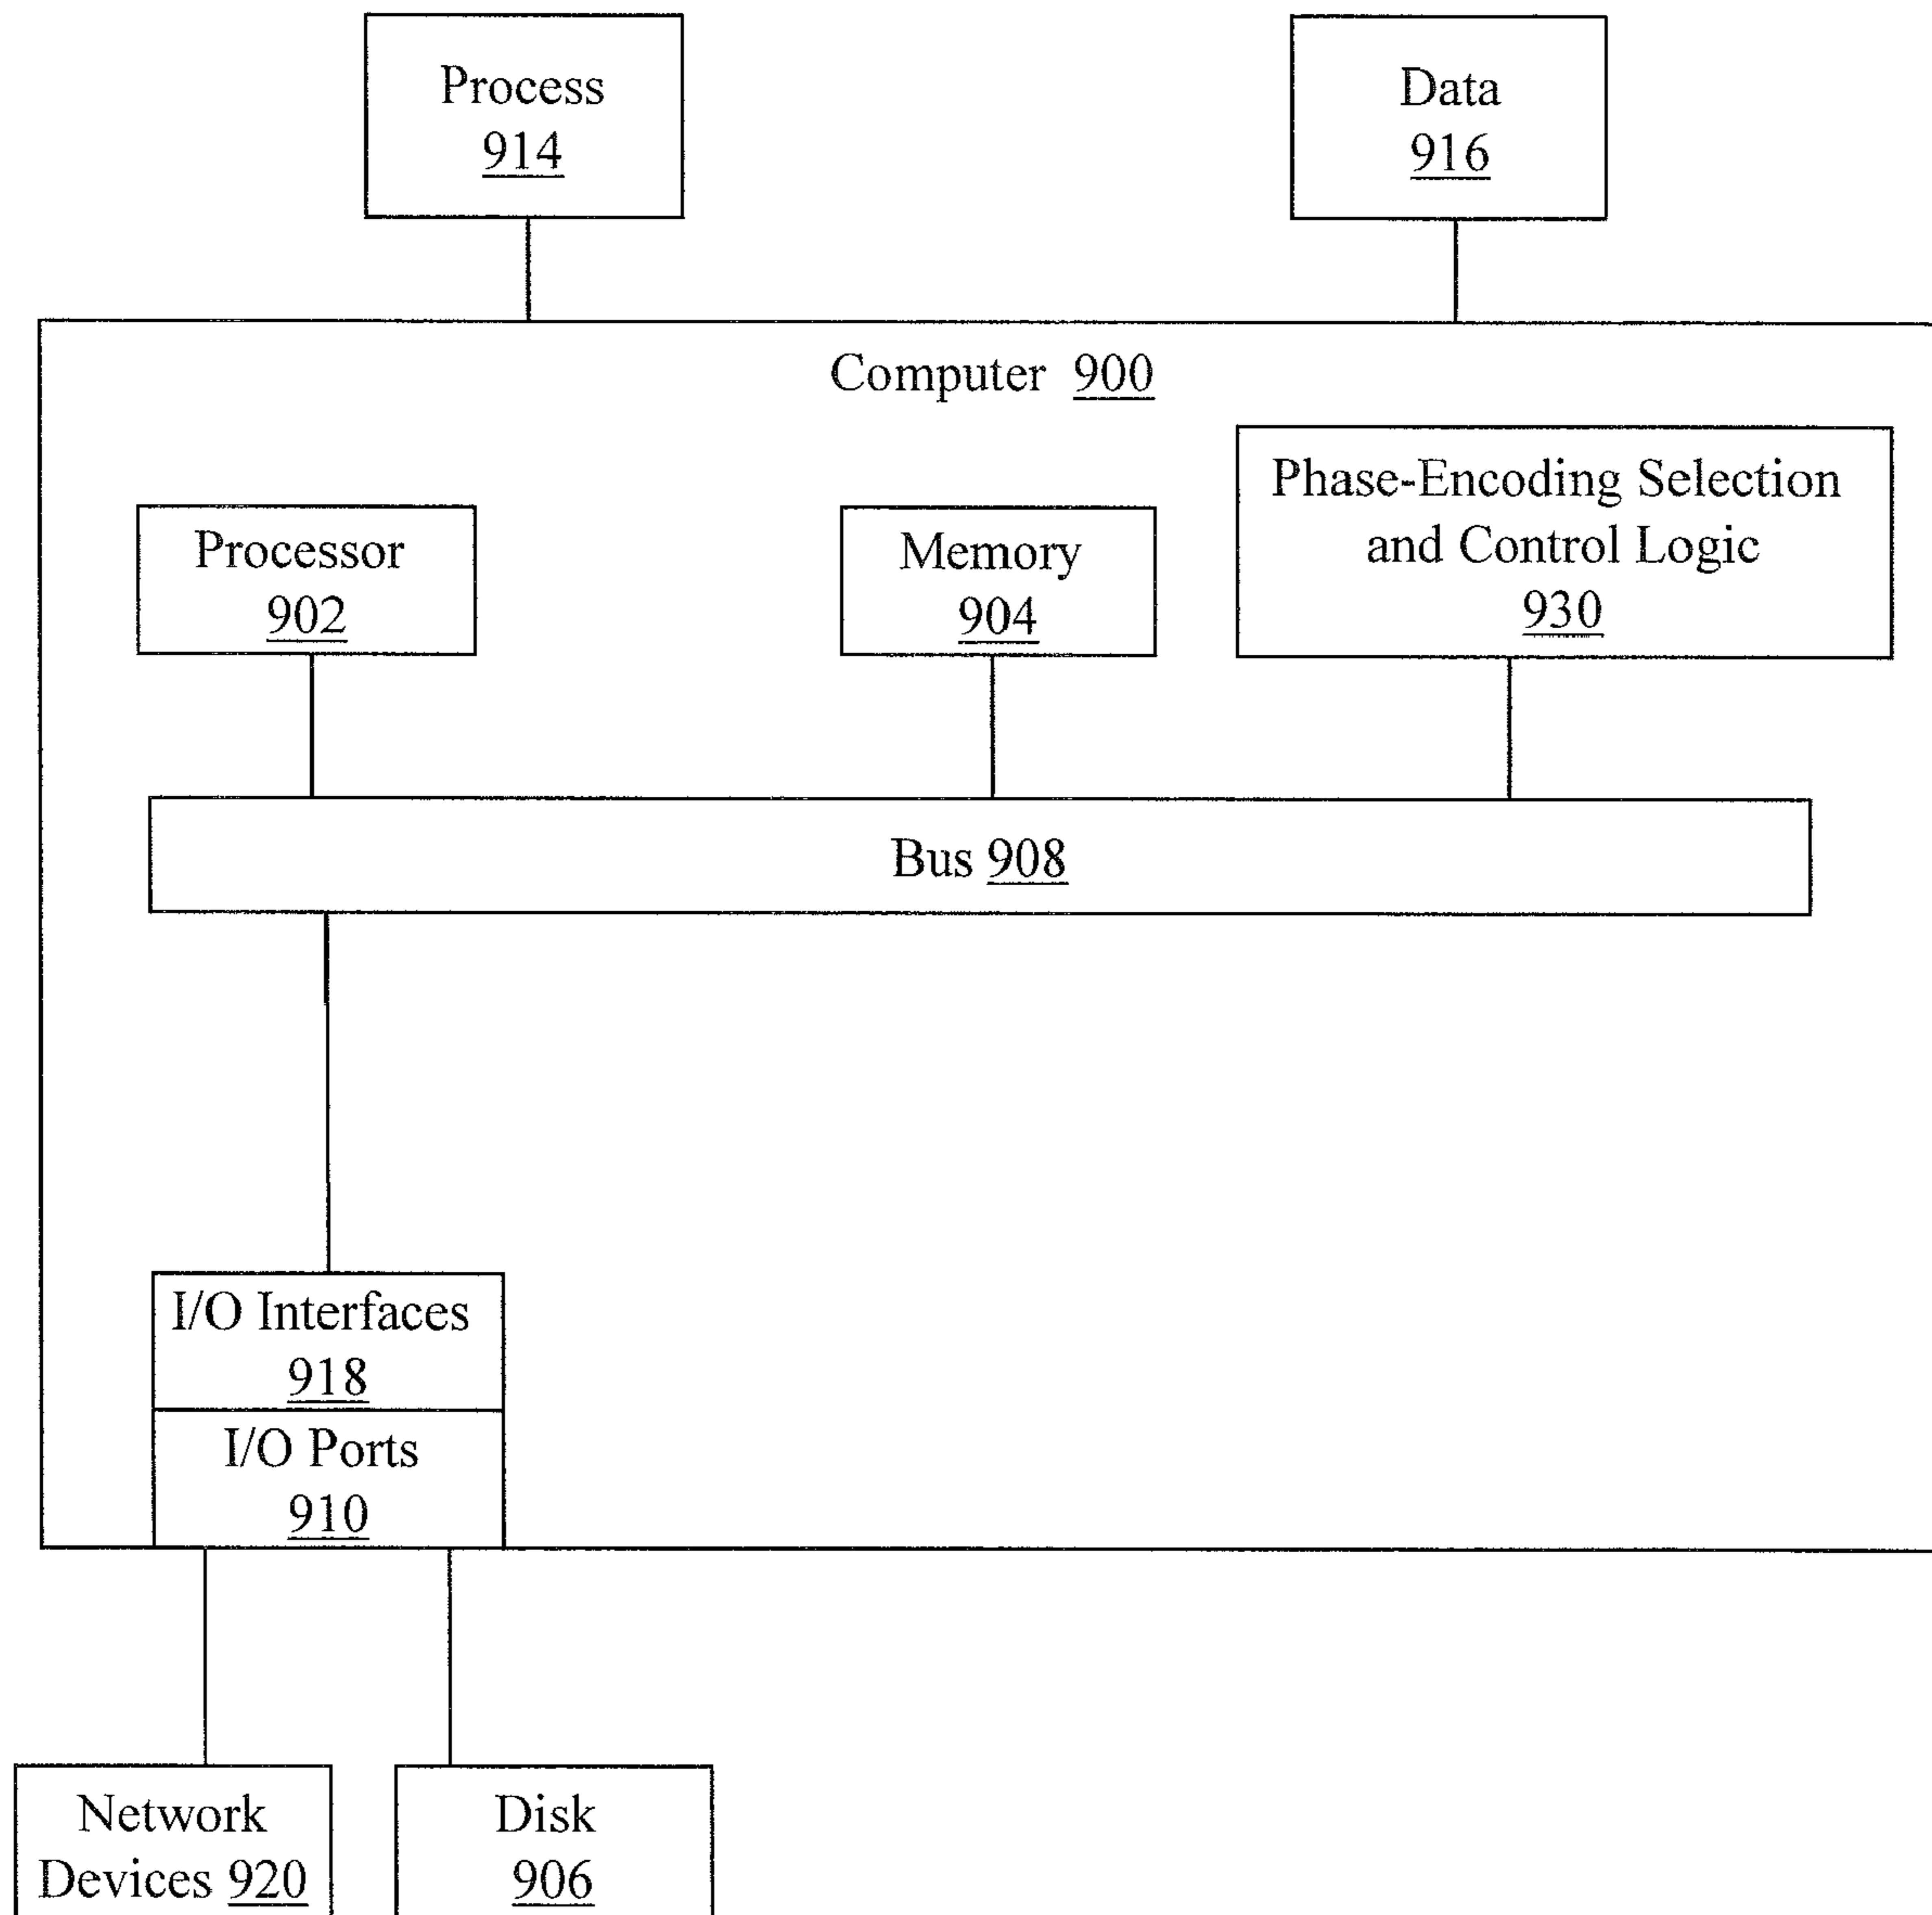 Process
914
Data
916
Computer 900
Processor
902
Memory
904
Phase-Encoding Selection
and Control Logic
930
Bus 908
I/O Interfaces
918
I/O Ports
910
Network
Devices 920
Disk
906